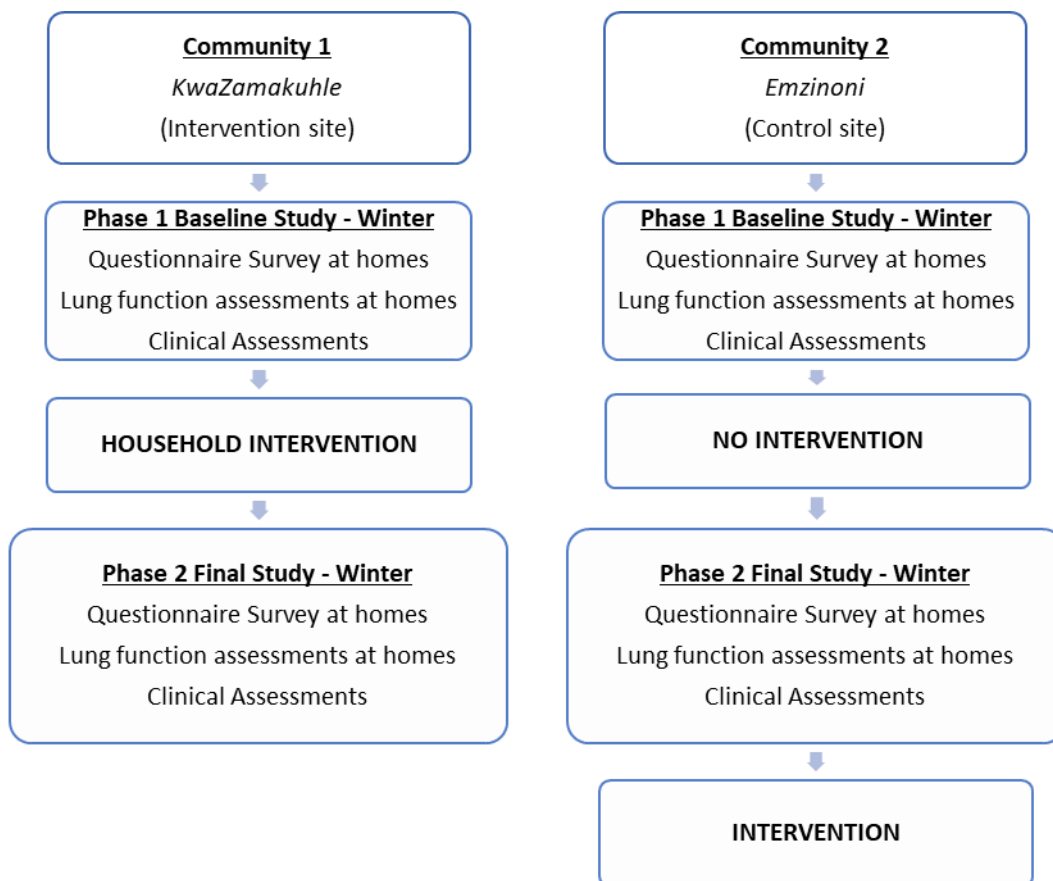 Community 1
KwaZamakuhle
(Intervention site)
Phase 1 Baseline Study - Winter
Questionnaire Survey at homes
Lung function assessments at homes
Clinical Assessments
HOUSEHOLD INTERVENTION
Phase 2 Final Study - Winter
Questionnaire Survey at homes
Lung function assessments at homes
Clinical Assessments
Community 2
Emzinoni
(Control site)
Phase 1 Baseline Study - Winter
Questionnaire Survey at homes
Lung function assessments at homes
Clinical Assessments
NO INTERVENTION
Phase 2 Final Study - Winter
Questionnaire Survey at homes
Lung function assessments at homes
Clinical Assessments
INTERVENTION